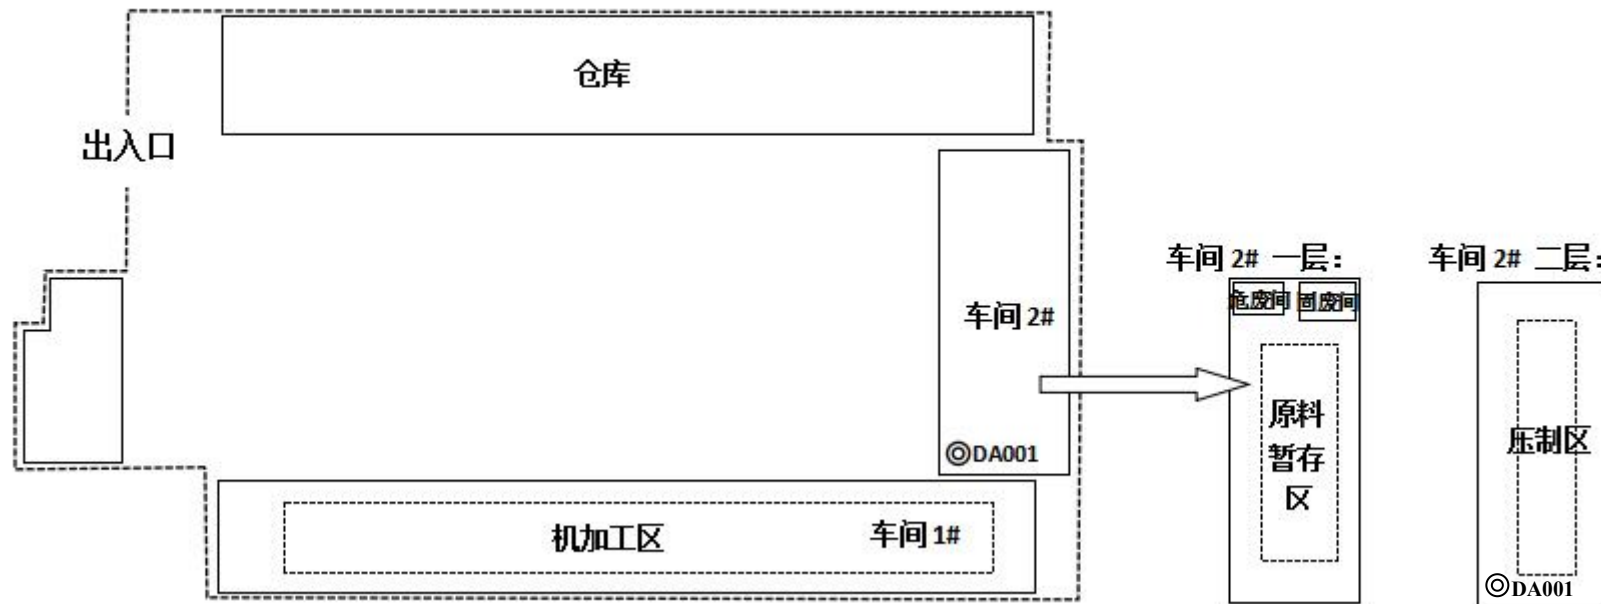 仓库
出入口
车间 2# 一层：
车间 2# 二层：
危废间
固废间
车间 2#
原料
暂存
区
压制区
◎DA001
机加工区
车间 1#
◎DA001